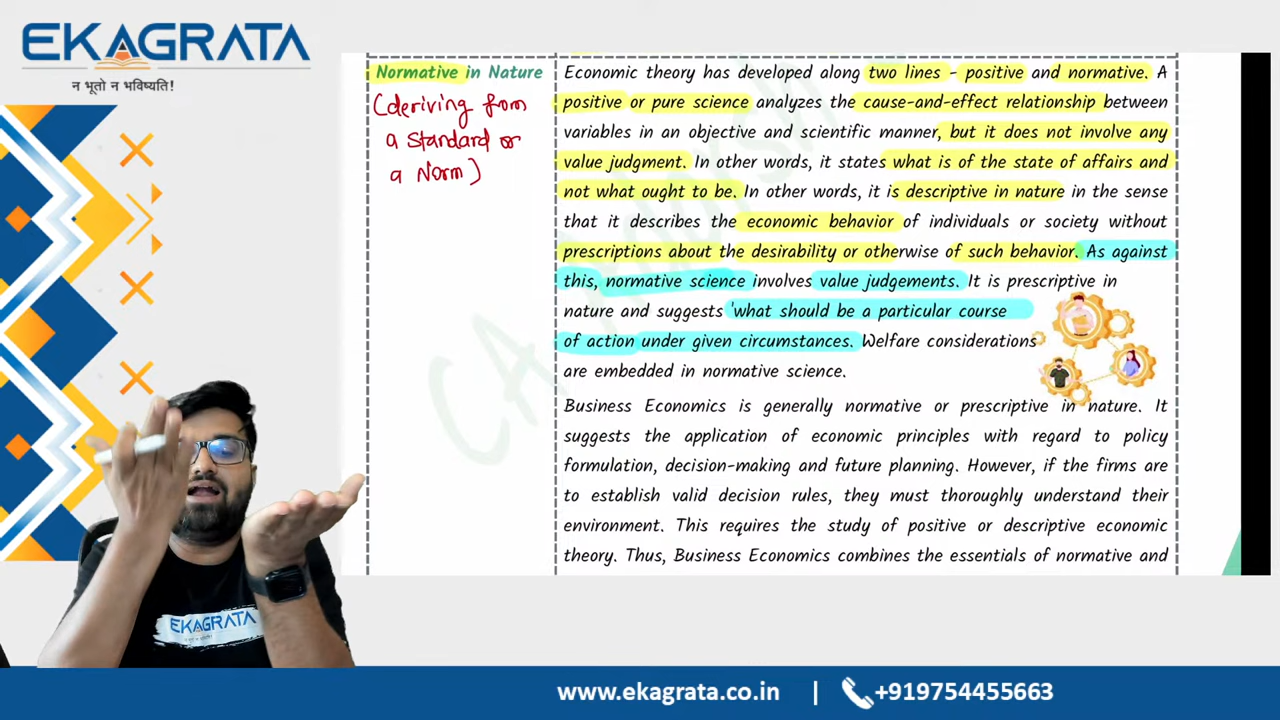 EKAGRATA
न भूतो न भविष्यति!
Normative in Nature
(deriving from
a standard or
a Norm)
Economic theory has developed along two lines - positive and normative. A
positive or pure science analyzes the cause-and-effect relationship between
variables in an objective and scientific manner, but it does not involve any
value judgment. In other words, it states what is of the state of affairs and
not what ought to be. In other words, it is descriptive in nature in the sense
that it describes the economic behavior of individuals or society without
prescriptions about the desirability or otherwise of such behavior. As against
this, normative science involves value judgements. It is prescriptive in
nature and suggests 'what should be a particular course
of action under given circumstances. Welfare considerations
are embedded in normative science.
Business Economics is generally normative or prescriptive in nature. It
suggests the application of economic principles with regard to policy
formulation, decision-making and future planning. However, if the firms are
to establish valid decision rules, they must thoroughly understand their
environment. This requires the study of positive or descriptive economic
theory. Thus, Business Economics combines the essentials of normative and
EKAGRATA
www.ekagrata.co.in | +919754455663